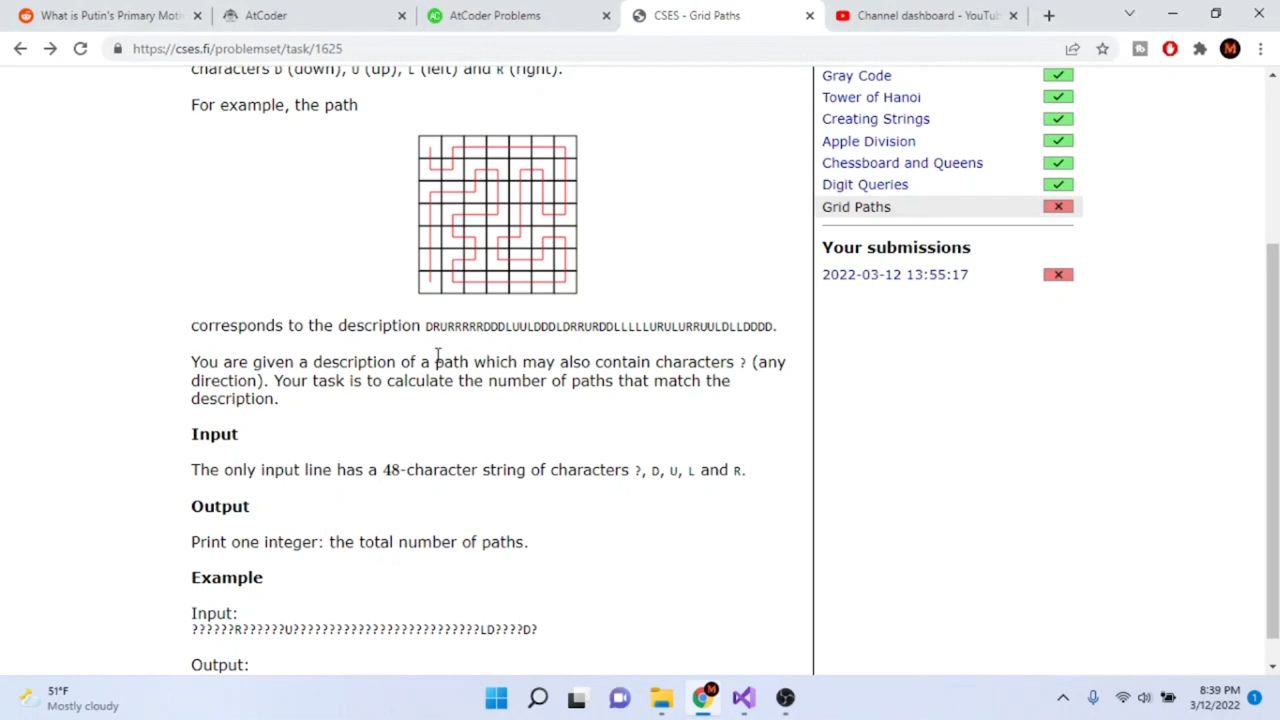 What is Putin's Primary Moti
AtCoder
AtCoder Problems
CSES - Grid Paths
Channel dashboard - YouTu
https://cses.fi/problemset/task/1625
characters D (down), U (up), L (left) and R (right).
For example, the path
corresponds to the description DRURRRRRDDDLUULDDDLDRRURDDLLLLLURULURRUULDLLDDDD.
You are given a description of a path which may also contain characters ? (any
direction). Your task is to calculate the number of paths that match the
description.
Input
The only input line has a 48-character string of characters ?, D, U, L and R.
Output
Print one integer: the total number of paths.
Example
Input:
??????R??????U??????????????????????????LD????D?
Output:
Gray Code
Tower of Hanoi
Creating Strings
Apple Division
Chessboard and Queens
Digit Queries
Grid Paths
Your submissions
2022-03-12 13:55:17
51°F
Mostly cloudy
M
M
8:39 PM
3/12/2022
1